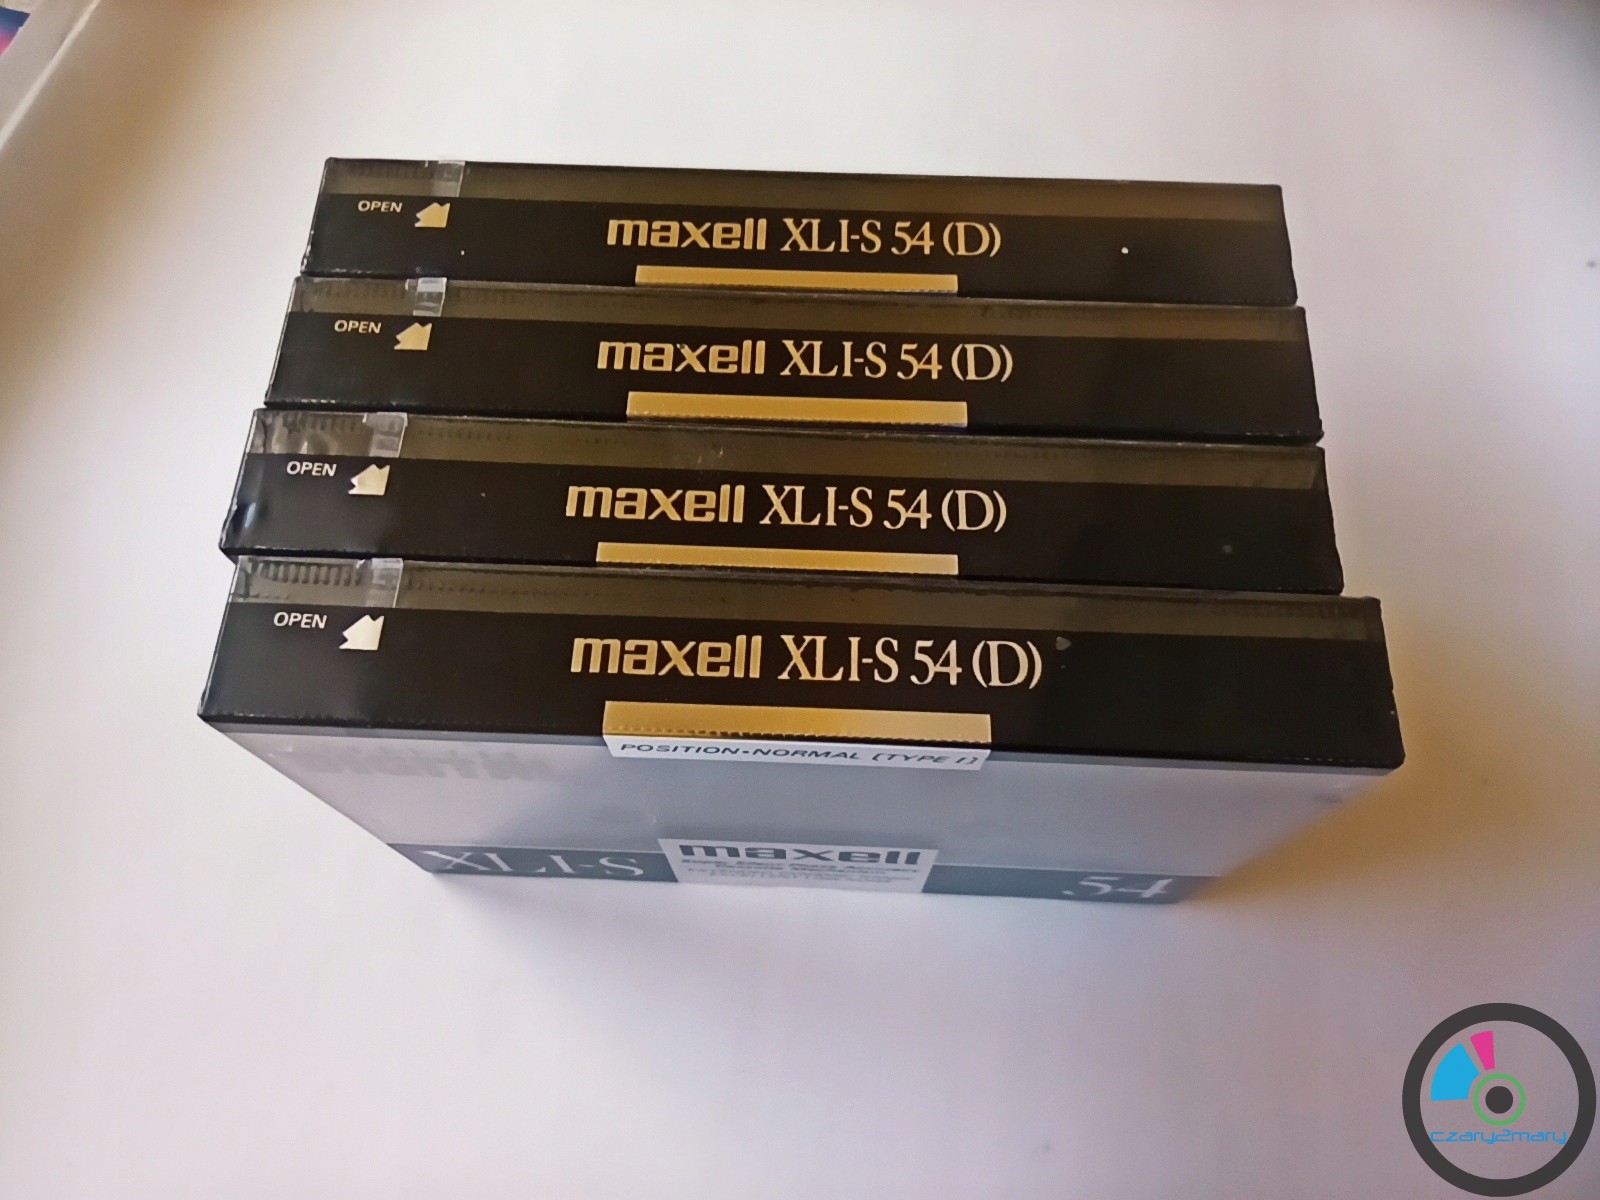 OPEN
maxell XLI-S 54 (D)
OPEN
maxell XLI-S 54 (D)
OPEN
maxell XLI-S 54 (D)
OPEN
maxell XLI-S 54 (D)
POSITION•NORMAL (TYPE I)
DIGITAL
XLI-S
maxell
54
czary2mary